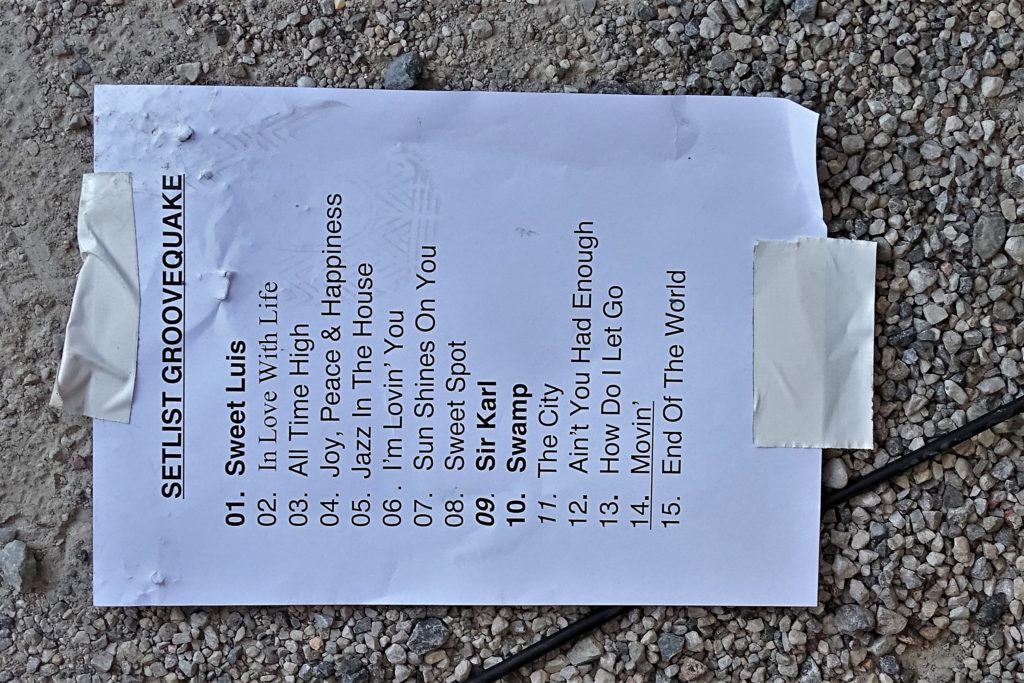 SETLIST GROOVEQUAKE
01. Sweet Luis
02. In Love With Life
03. All Time High
04. Joy, Peace & Happiness
05. Jazz In The House
06. I'm Lovin' You
07. Sun Shines On You
08. Sweet Spot
09. Sir Karl
10. Swamp
11. The City
12. Ain't You Had Enough
13. How Do I Let Go
14. Movin'
15. End Of The World